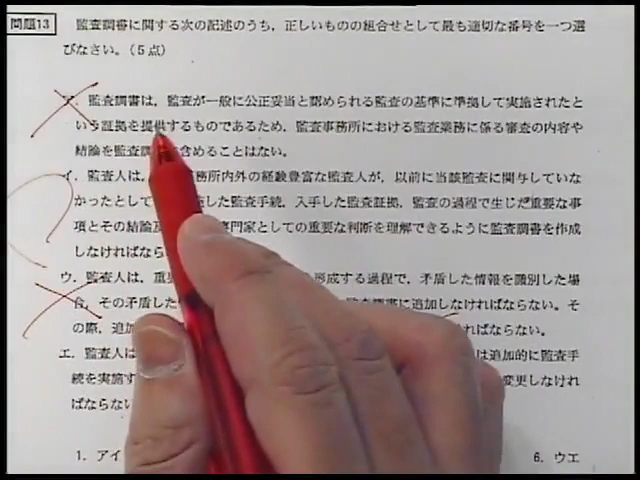 問題13 監査調書に関する次の記述のうち，正しいものの組合せとして最も適切な番号を一つ選
びなさい。（5点）
ア．監査調書は，監査が一般に公正妥当と認められる監査の基準に準拠して実施されたと
いう証拠を提供するものであるため，監査事務所における監査業務に係る審査の内容や
結論を監査調 含めることはない。
イ．監査人は， 務所内外の経験豊富な監査人が，以前に当該監査に関与していな
かったとして した監査手続，入手した監査証拠，監査の過程で生じた重要な事
項とその結論及 専門家としての重要な判断を理解できるように監査調書を作成
しなければなら
ウ．監査人は，重 形成する過程で，矛盾した情報を識別した場
合，その矛盾した 監査調書に追加しなければならない。そ
の際，追加 ければならない。
エ．監査人は は追加的に監査手
続を実施す 変更しなけれ
ばならない
1．アイ 6．ウエ